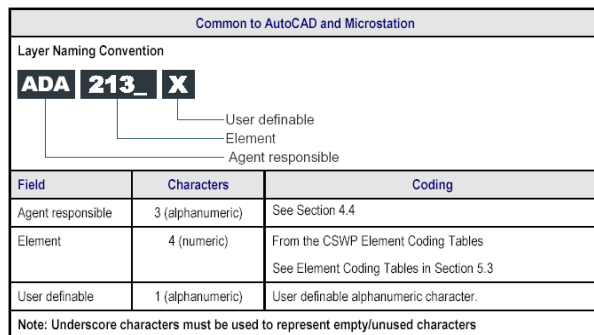 Common to AutoCAD and Microstation
Layer Naming Convention
ADA 213_ X
User definable
Element
Agent responsible
Field Characters Coding
Agent responsible 3 (alphanumeric) See Section 4.4
Element 4 (numeric) From the CSWP Element Coding Tables
See Element Coding Tables in Section 5.3
User definable 1 (alphanumeric) User definable alphanumeric character.
Note: Underscore characters must be used to represent empty/unused characters